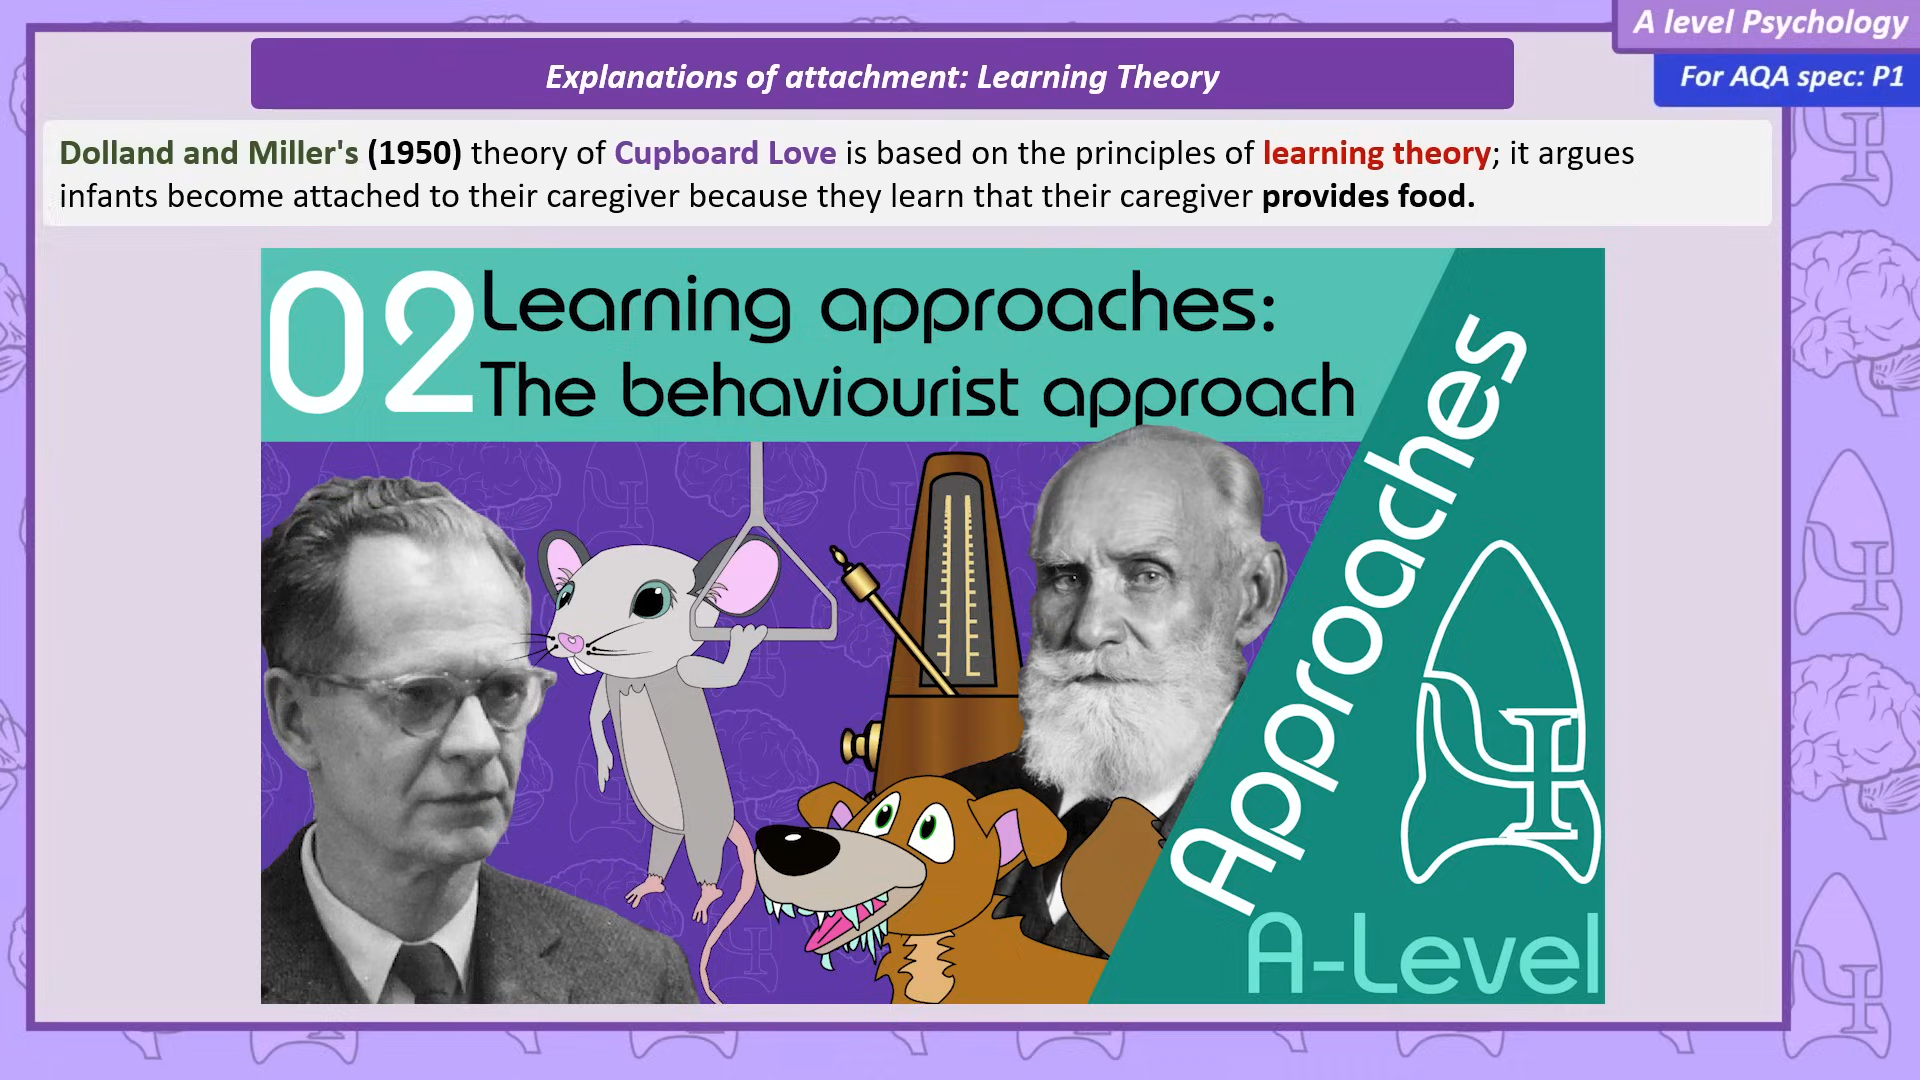 A level Psychology
For AQA spec: P1
Explanations of attachment: Learning Theory
Dolland and Miller's (1950) theory of Cupboard Love is based on the principles of learning theory; it argues
infants become attached to their caregiver because they learn that their caregiver provides food.
02 Learning approaches:
The behaviourist approach
Approaches
A-Level